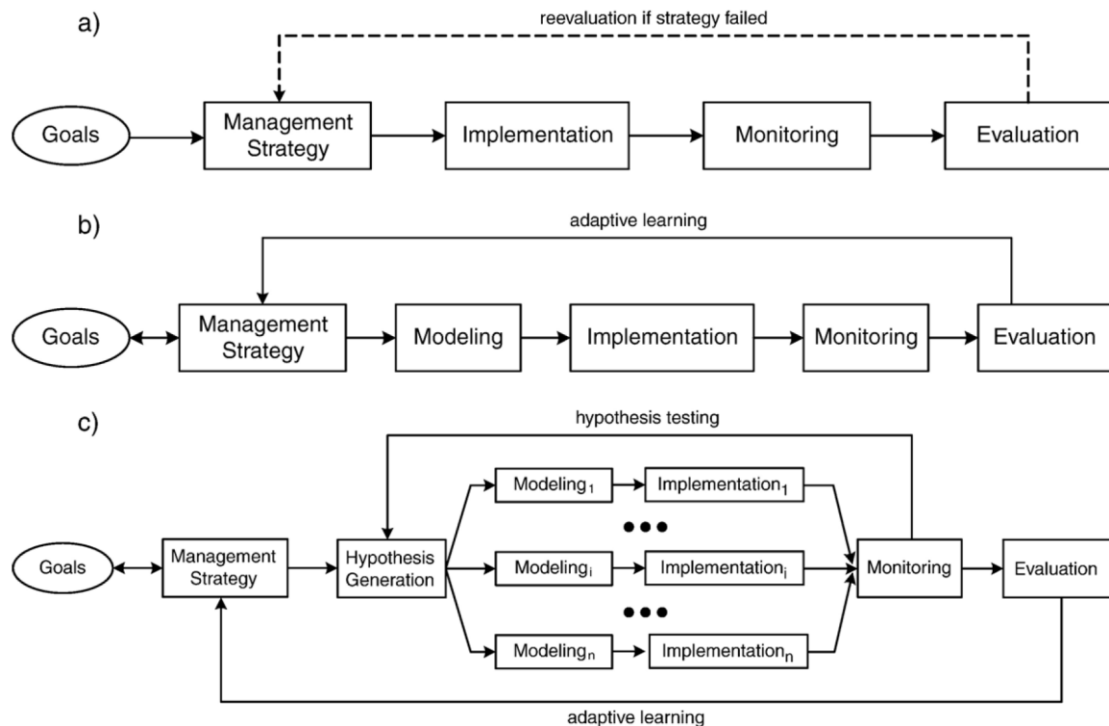 a)
reevaluation if strategy failed
Goals
Management
Strategy
Implementation
Monitoring
Evaluation
b)
adaptive learning
Goals
Management
Strategy
Modeling
Implementation
Monitoring
Evaluation
c)
hypothesis testing
Goals
Management
Strategy
Hypothesis
Generation
Modeling1
Implementation1
Modelingi
Implementationi
Modelingn
Implementationn
Monitoring
Evaluation
adaptive learning